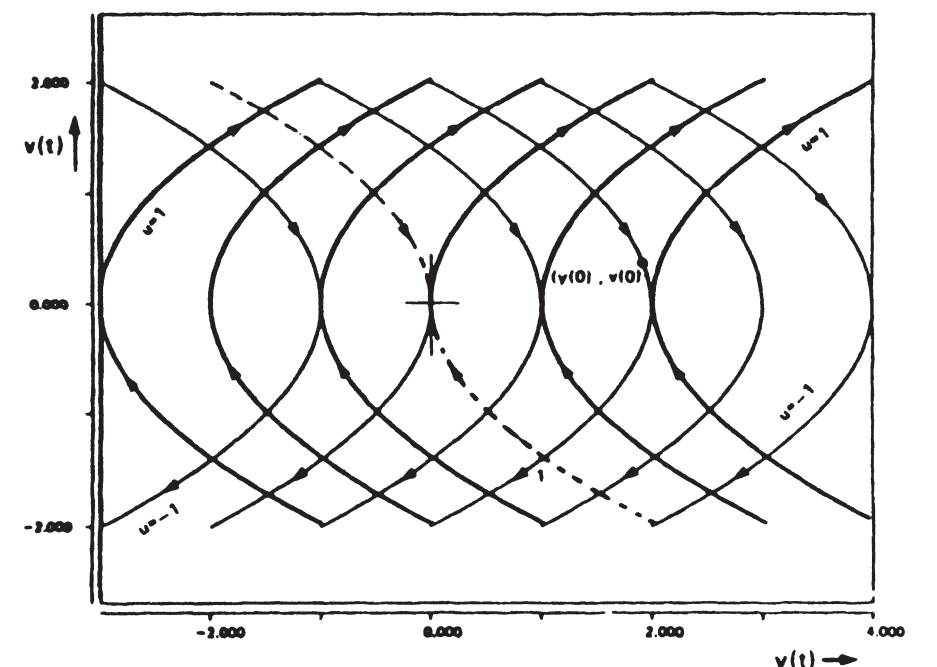 2.000
v(t)
0.000
-2.000
u=1
u=1
(y(0) , v(0))
u=-1
u=-1
1
-2.000
0.000
2.000
4.000
v(t)